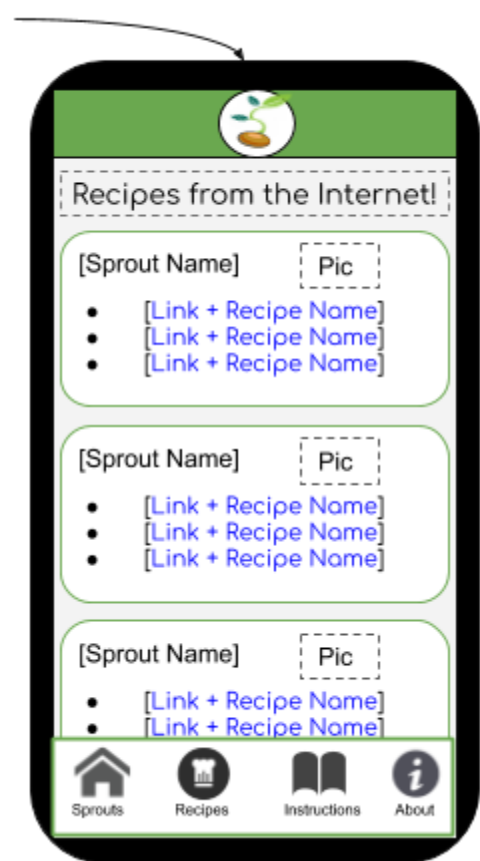 Recipes from the Internet!
[Sprout Name] Pic
[Link + Recipe Name]
[Link + Recipe Name]
[Link + Recipe Name]
[Sprout Name] Pic
[Link + Recipe Name]
[Link + Recipe Name]
[Link + Recipe Name]
[Sprout Name] Pic
[Link + Recipe Name]
[Link + Recipe Name]
Sprouts Recipes Instructions About